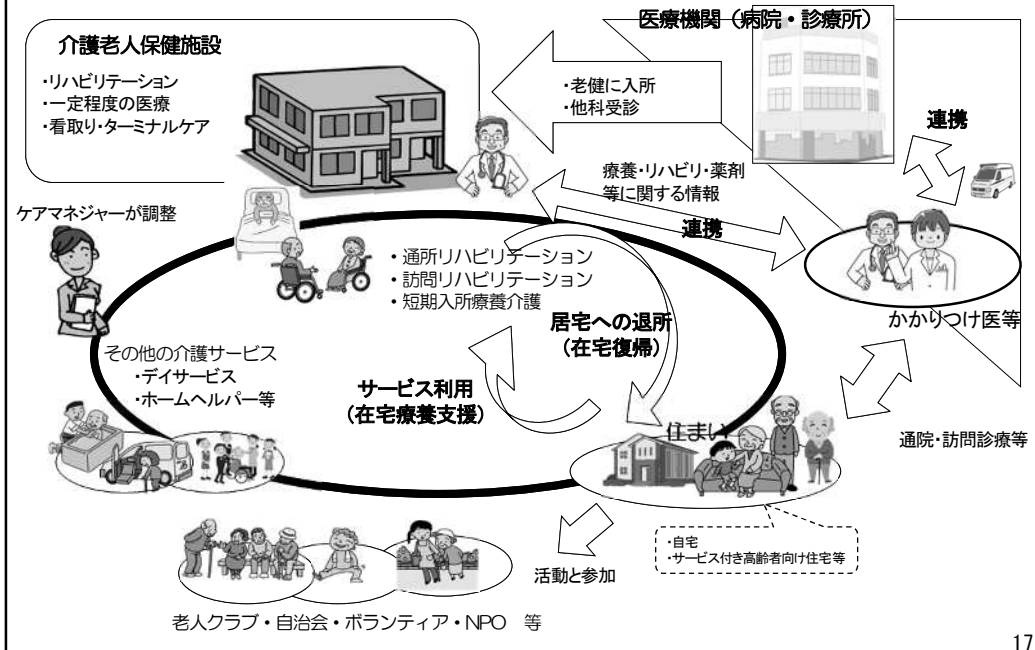 医療機関（病院・診療所）
介護老人保健施設
・リハビリテーション
・一定程度の医療
・看取り・ターミナルケア
・老健に入所
・他科受診
連携
療養・リハビリ・薬剤
等に関する情報
連携
ケアマネジャーが調整
・通所リハビリテーション
・訪問リハビリテーション
・短期入所療養介護
かかりつけ医等
居宅への退所
（在宅復帰）
その他の介護サービス
・デイサービス
・ホームヘルパー等
サービス利用
（在宅療養支援）
住まい
通院・訪問診療等
・自宅
・サービス付き高齢者向け住宅等
活動と参加
老人クラブ・自治会・ボランティア・NPO　等
17